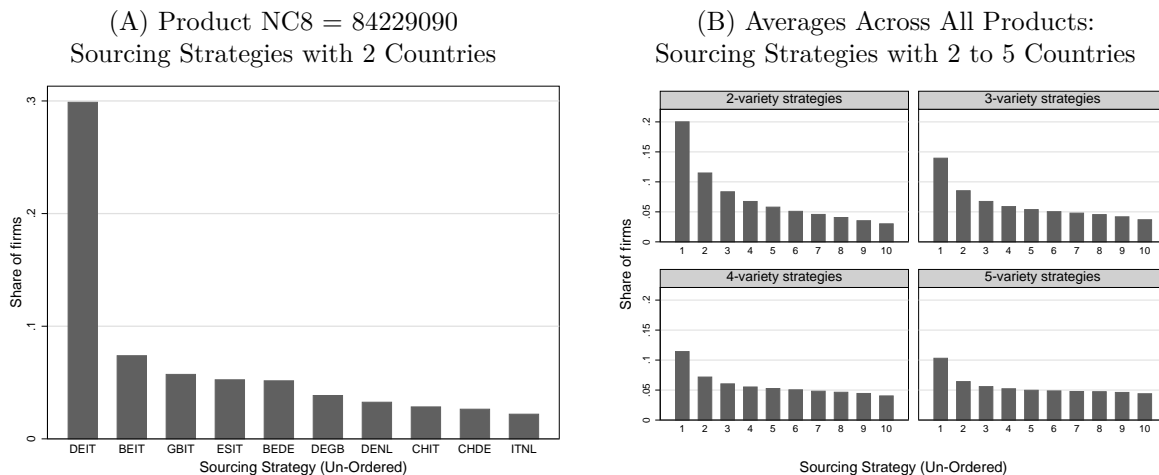 (A) Product NC8 = 84229090
Sourcing Strategies with 2 Countries
Share of firms
.3
.2
.1
0
DEIT BEIT GBIT ESIT BEDE DEGB DENL CHIT CHDE ITNL
Sourcing Strategy (Un-Ordered)
(B) Averages Across All Products:
Sourcing Strategies with 2 to 5 Countries
Share of firms
2-variety strategies
3-variety strategies
.2
.15
.1
.05
0
1 2 3 4 5 6 7 8 9 10
1 2 3 4 5 6 7 8 9 10
4-variety strategies
5-variety strategies
.2
.15
.1
.05
0
1 2 3 4 5 6 7 8 9 10
1 2 3 4 5 6 7 8 9 10
Sourcing Strategy (Un-Ordered)